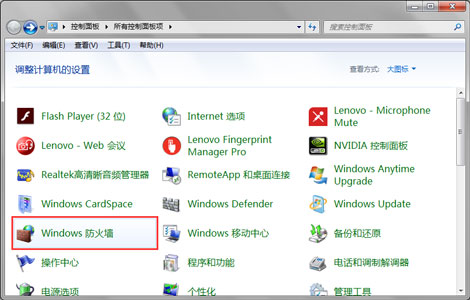 控制面板 所有控制面板项 搜索控制面板
文件(F) 编辑(E) 查看(V) 工具(T) 帮助(H)
调整计算机的设置 查看方式: 大图标
Flash Player (32 位) Internet 选项 Lenovo - Microphone Mute
Lenovo - Web 会议 Lenovo Fingerprint Manager Pro NVIDIA 控制面板
Realtek高清晰音频管理器 RemoteApp 和桌面连接 Windows Anytime Upgrade
Windows CardSpace Windows Defender Windows Update
Windows 防火墙 Windows 移动中心 备份和还原
操作中心 程序和功能 电话和调制解调器
电源选项 个性化 管理工具